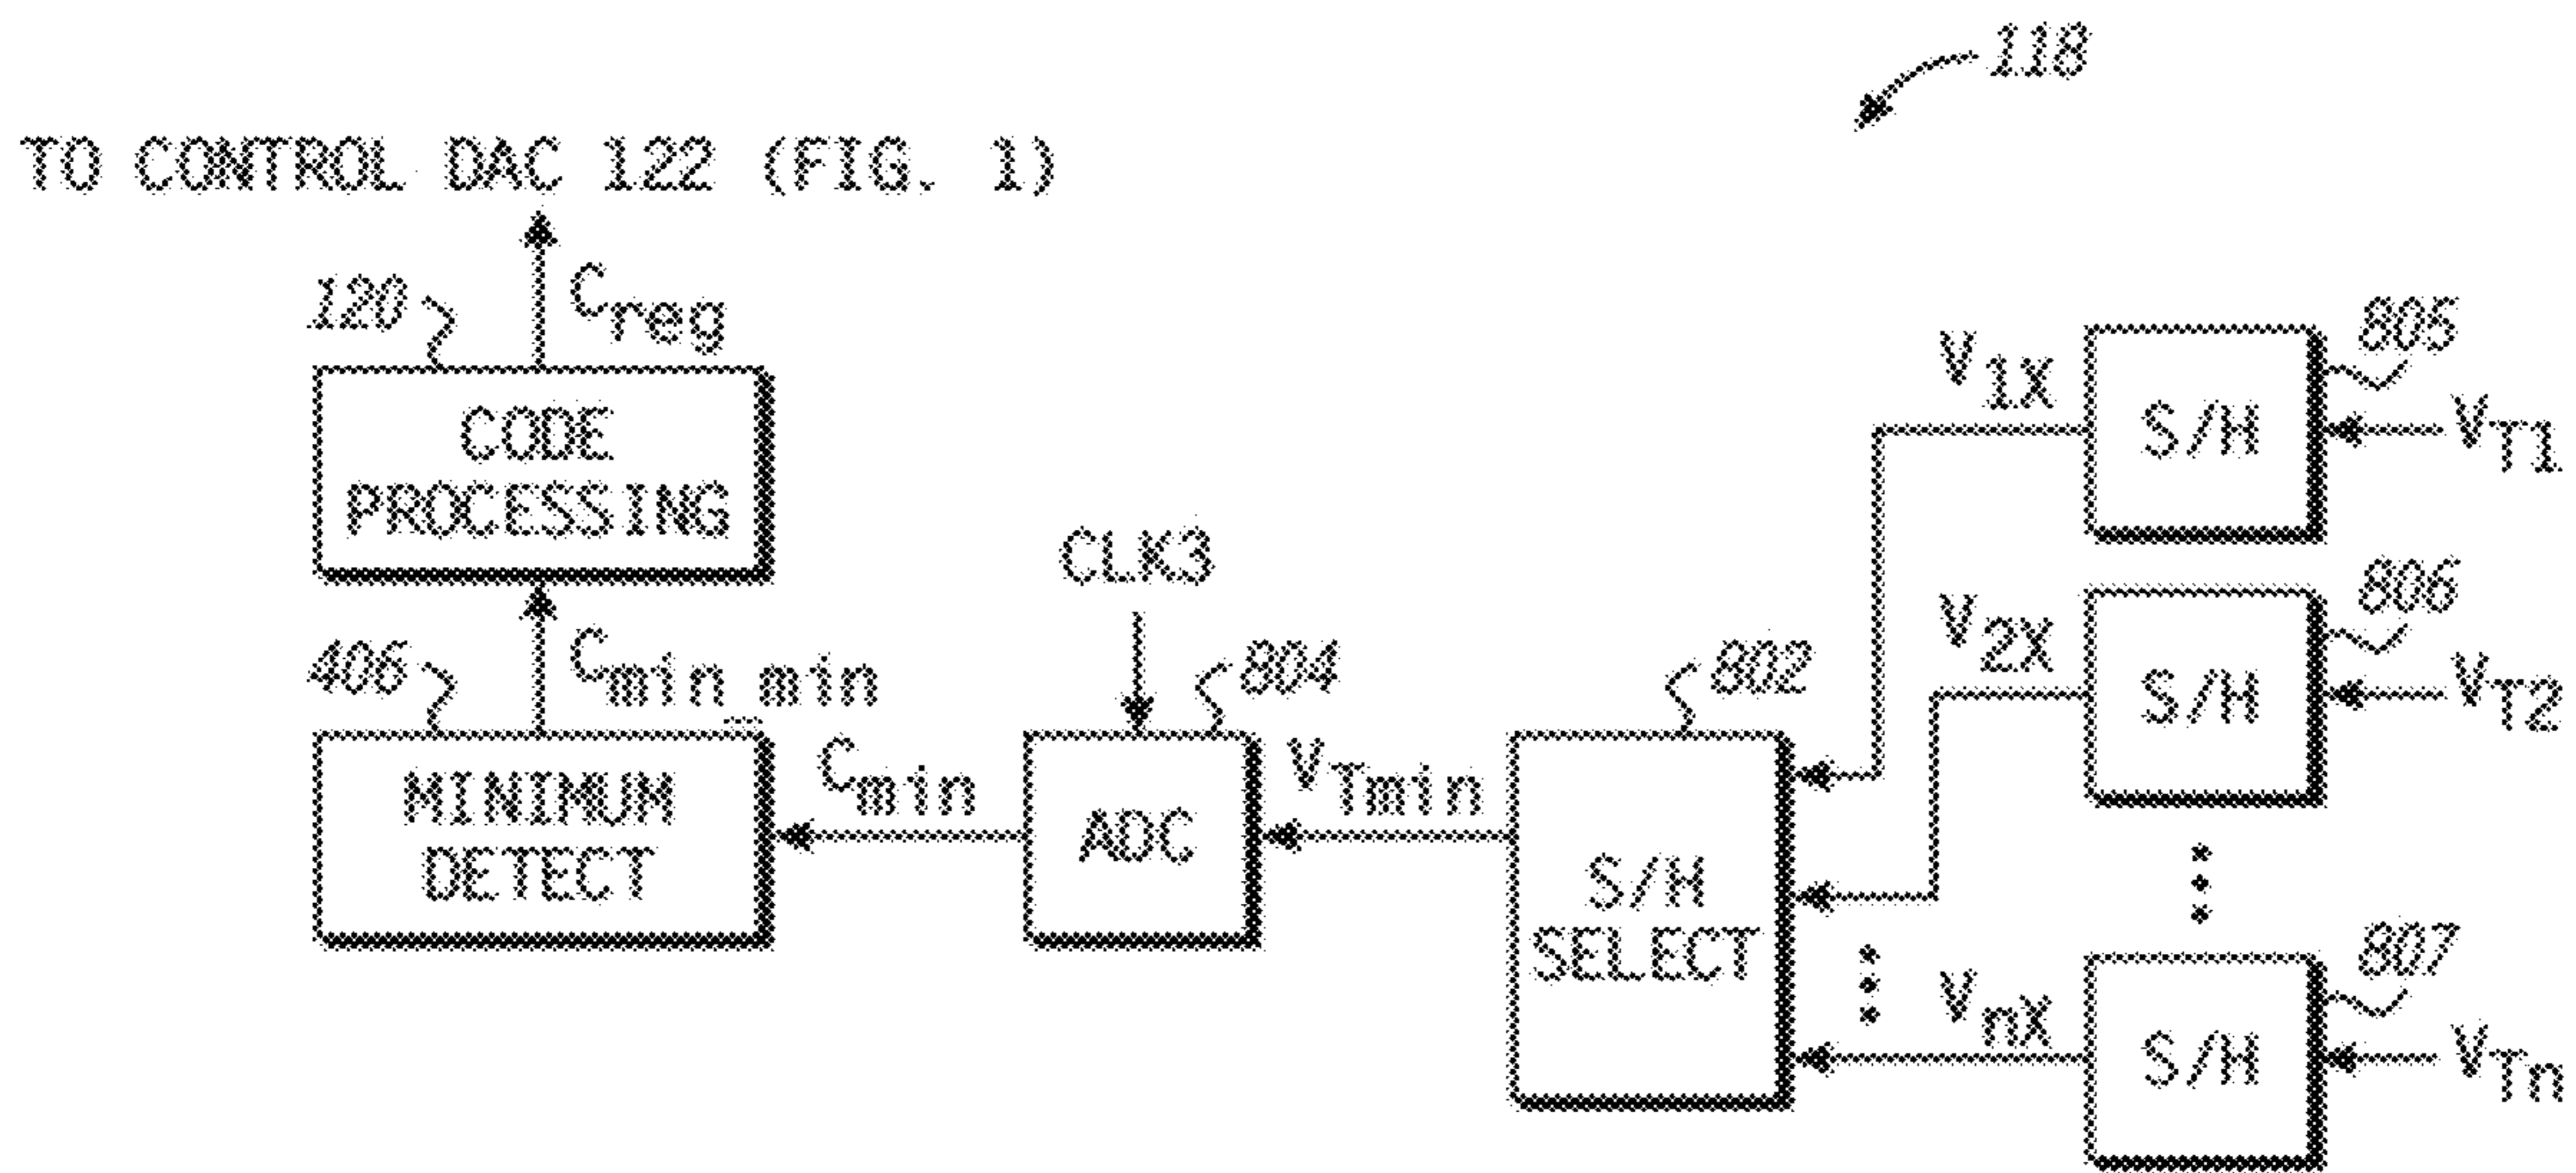 118
TO CONTROL DAC 122 (FIG. 1)
120
Creg
CODE
PROCESSING
805
V1X
S/H
VT1
CLK3
806
V2X
S/H
VT2
406
Cmin_min
804
802
MINIMUM
DETECT
Cmin
ADC
VTmin
S/H
SELECT
807
VnX
S/H
VTn